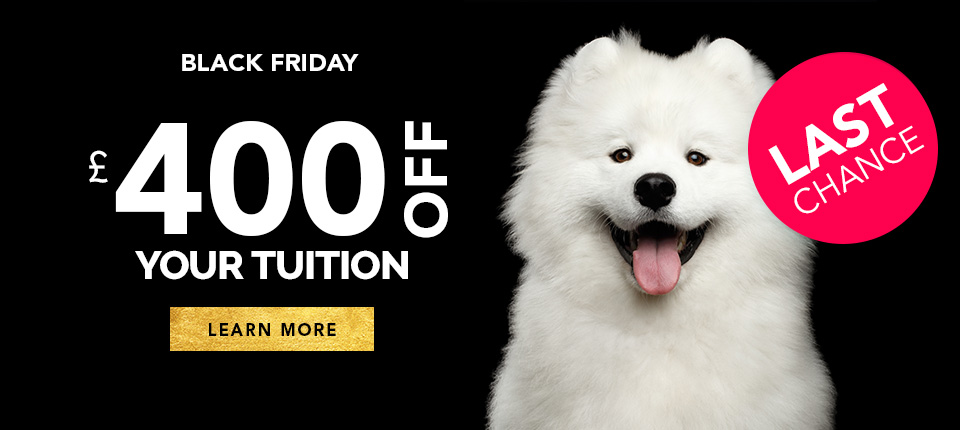 BLACK FRIDAY
£400 OFF
YOUR TUITION
LEARN MORE
LAST
CHANCE